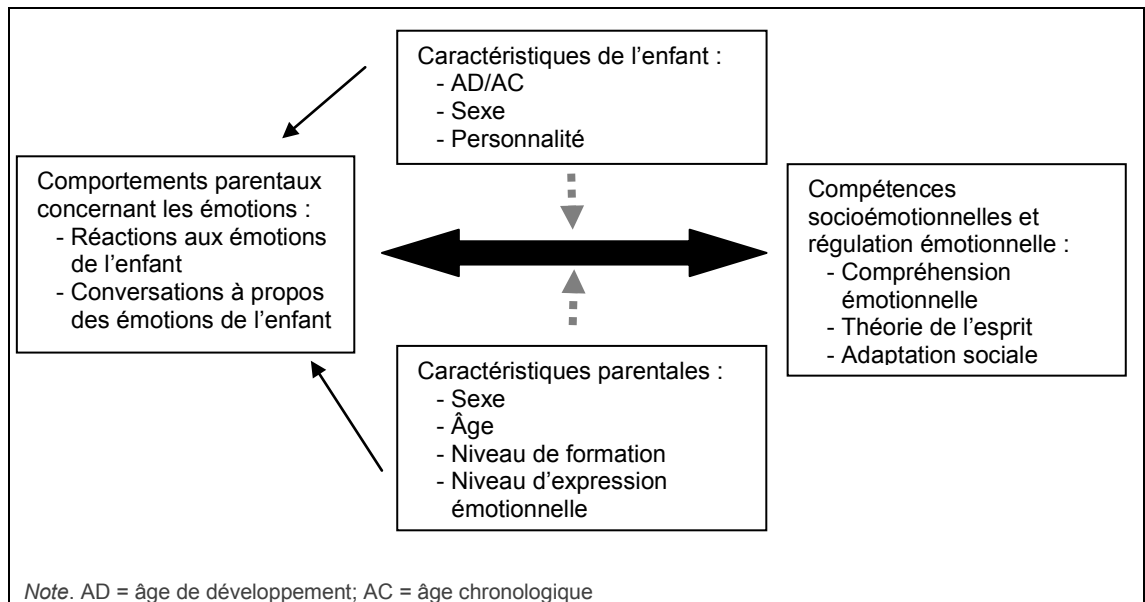 Caractéristiques de l'enfant :
- AD/AC
- Sexe
- Personnalité
Comportements parentaux
concernant les émotions :
- Réactions aux émotions
de l'enfant
- Conversations à propos
des émotions de l'enfant
Compétences
socioémotionnelles et
régulation émotionnelle :
- Compréhension
émotionnelle
- Théorie de l'esprit
- Adaptation sociale
Caractéristiques parentales :
- Sexe
- Âge
- Niveau de formation
- Niveau d'expression
émotionnelle
Note. AD = âge de développement; AC = âge chronologique